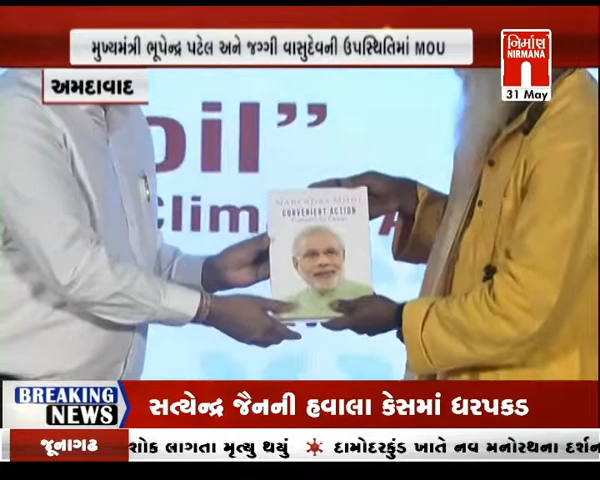 મુખ્યમંત્રી ભૂપેન્દ્ર પટેલ અને જગ્ગી વાસુદેવની ઉપસ્થિતિમાં MOU
નિર્માણ
NIRMANA
31 May
અમદાવાદ
oil”
Clim
NARENDRA MODI
CONVENIENT ACTION
BREAKING
NEWS
સત્યેન્દ્ર જૈનની હવાલા કેસમાં ધરપકડ
જૂનાગઢ
શોક લાગતા મૃત્યુ થયું દામોદરકુંડ ખાતે નવ મનોરથના દર્શન